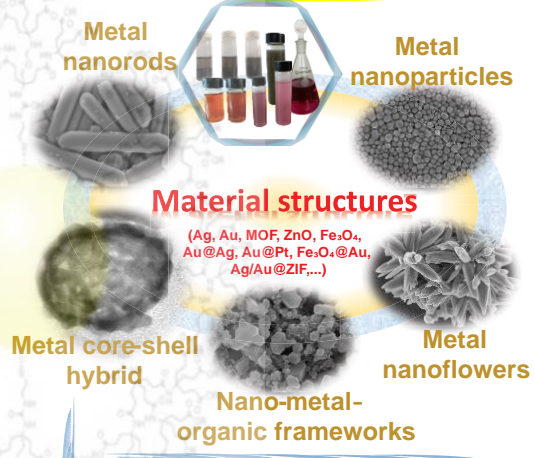 Metal
nanorods
Metal
nanoparticles
Material structures
(Ag, Au, MOF, ZnO, Fe₃O₄,
Au@Ag, Au@Pt, Fe₃O₄@Au,
Ag/Au@ZIF,...)
Metal core-shell
hybrid
Metal
nanoflowers
Nano-metal-
organic frameworks